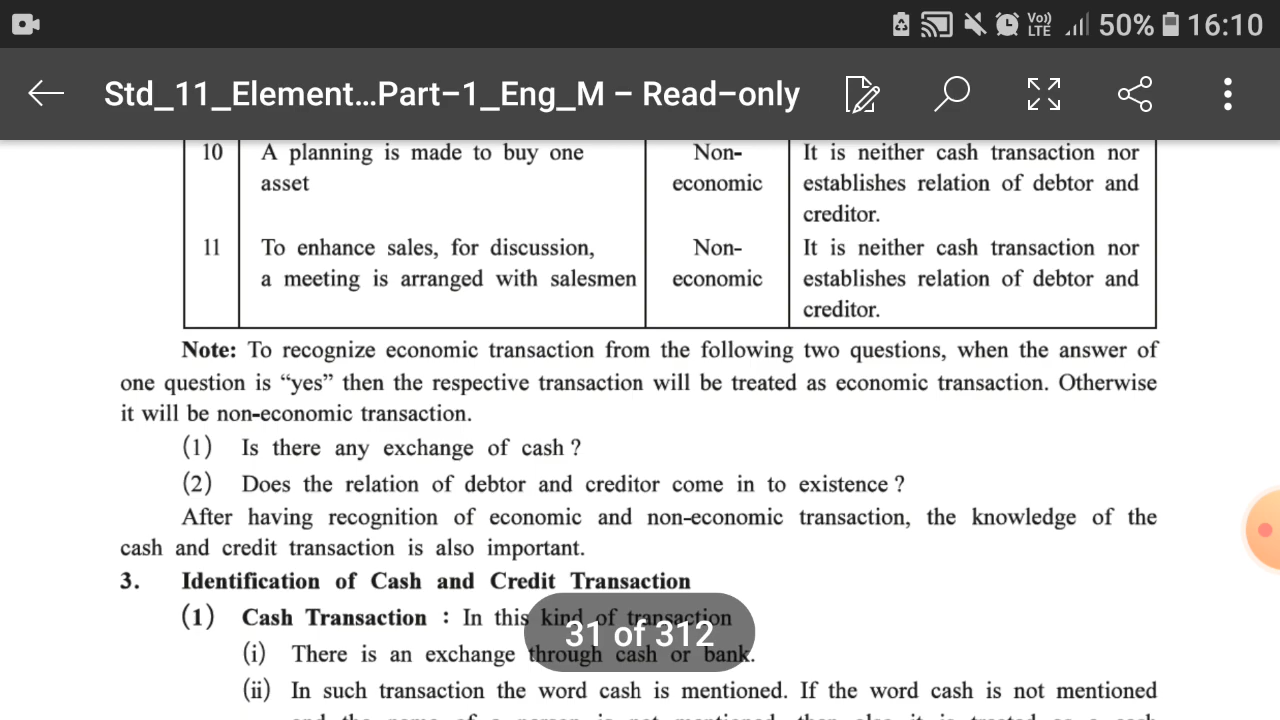 Vo))
LTE
50%
16:10
Std_11_Element...Part-1_Eng_M – Read-only
10 A planning is made to buy one Non- It is neither cash transaction nor
asset economic establishes relation of debtor and
creditor.
11 To enhance sales, for discussion, Non- It is neither cash transaction nor
a meeting is arranged with salesmen economic establishes relation of debtor and
creditor.
Note: To recognize economic transaction from the following two questions, when the answer of
one question is “yes” then the respective transaction will be treated as economic transaction. Otherwise
it will be non-economic transaction.
(1) Is there any exchange of cash ?
(2) Does the relation of debtor and creditor come in to existence ?
After having recognition of economic and non-economic transaction, the knowledge of the
cash and credit transaction is also important.
3. Identification of Cash and Credit Transaction
(1) Cash Transaction : In this kind of transaction
31 of 312
(i) There is an exchange through cash or bank.
(ii) In such transaction the word cash is mentioned. If the word cash is not mentioned